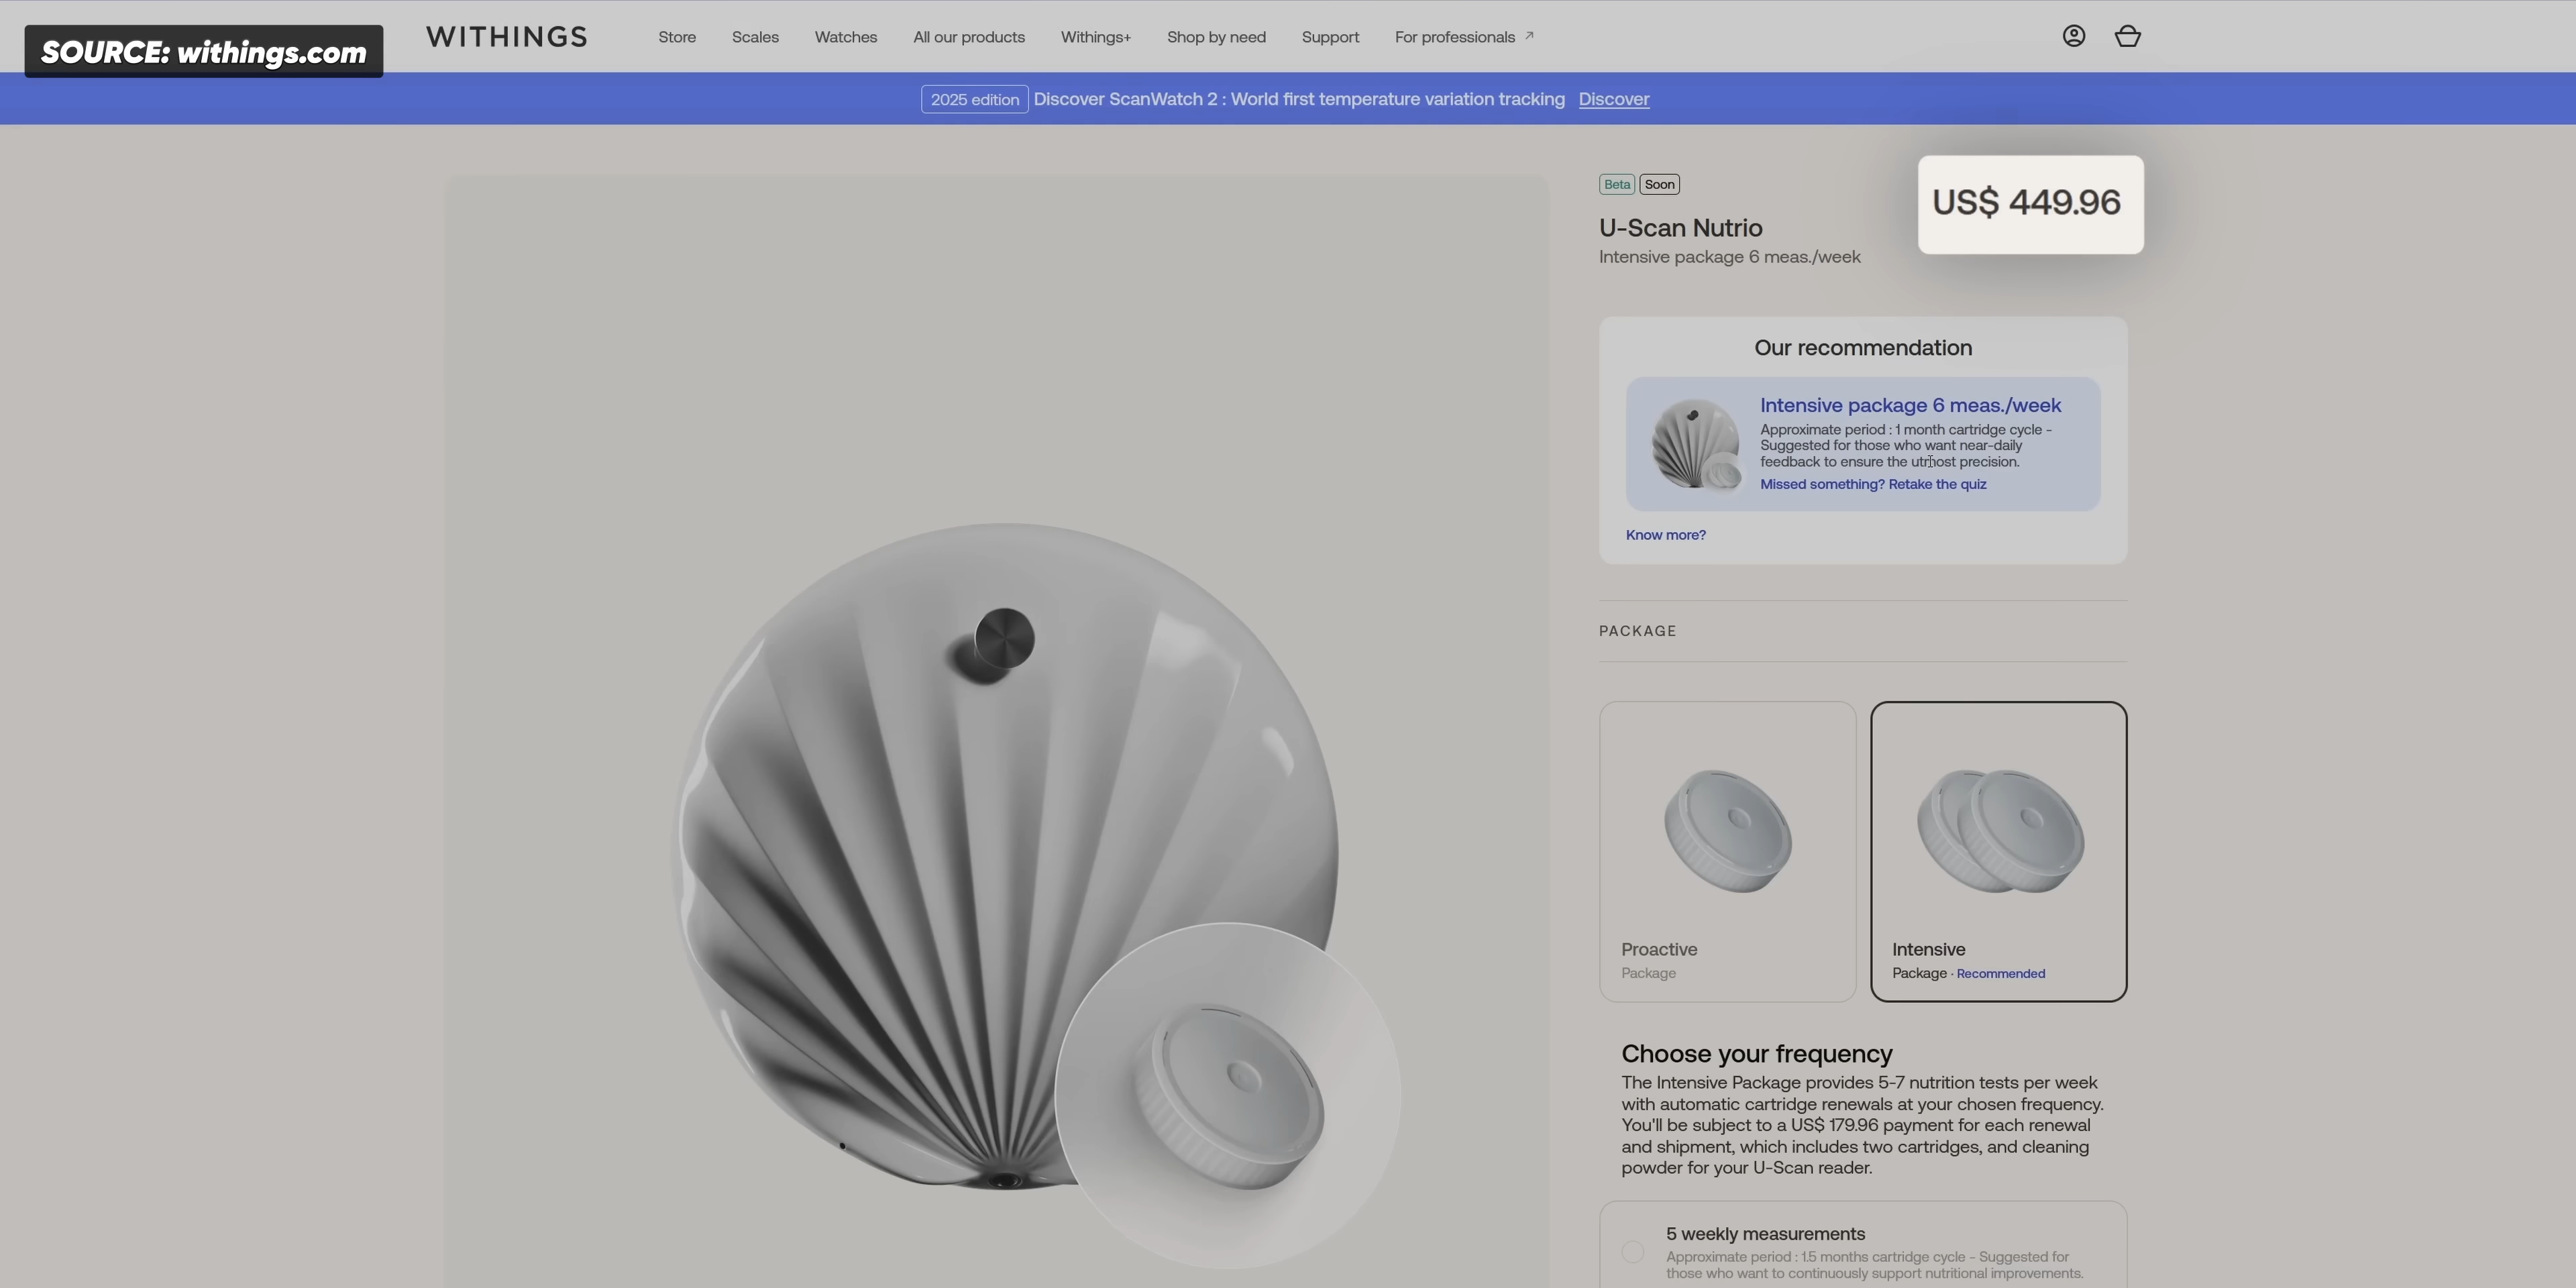 SOURCE: withings.com
WITHINGS
Store
Scales
Watches
All our products
Withings+
Shop by need
Support
For professionals ↗
2025 edition Discover ScanWatch 2 : World first temperature variation tracking Discover
Beta Soon
US$ 449.96
U-Scan Nutrio
Intensive package 6 meas./week
Our recommendation
Intensive package 6 meas./week
Approximate period : 1 month cartridge cycle -
Suggested for those who want near-daily
feedback to ensure the utmost precision.
Missed something? Retake the quiz
Know more?
PACKAGE
Proactive
Package
Intensive
Package · Recommended
Choose your frequency
The Intensive Package provides 5-7 nutrition tests per week
with automatic cartridge renewals at your chosen frequency.
You'll be subject to a US$ 179.96 payment for each renewal
and shipment, which includes two cartridges, and cleaning
powder for your U-Scan reader.
5 weekly measurements
Approximate period : 1.5 months cartridge cycle - Suggested for
those who want to continuously support nutritional improvements.